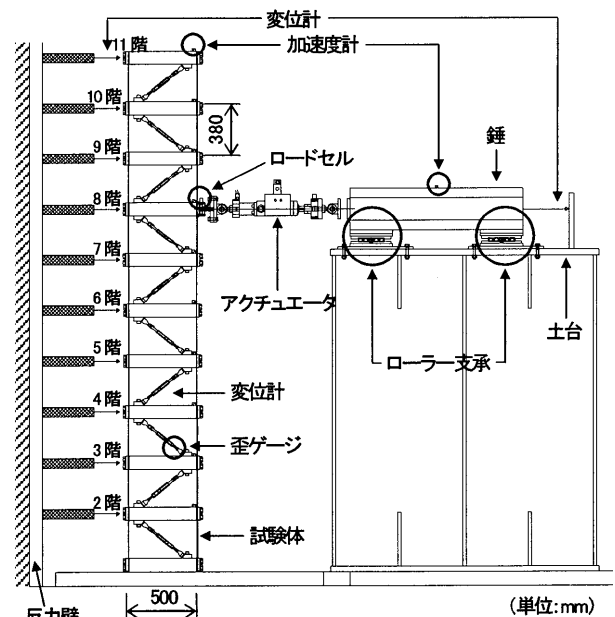 変位計
11階
加速度計
10階
380
錘
9階
ロードセル
8階
7階
アクチュエータ
土台
6階
ローラー支承
5階
変位計
4階
歪ゲージ
3階
2階
試験体
500
(単位:mm)
反力壁